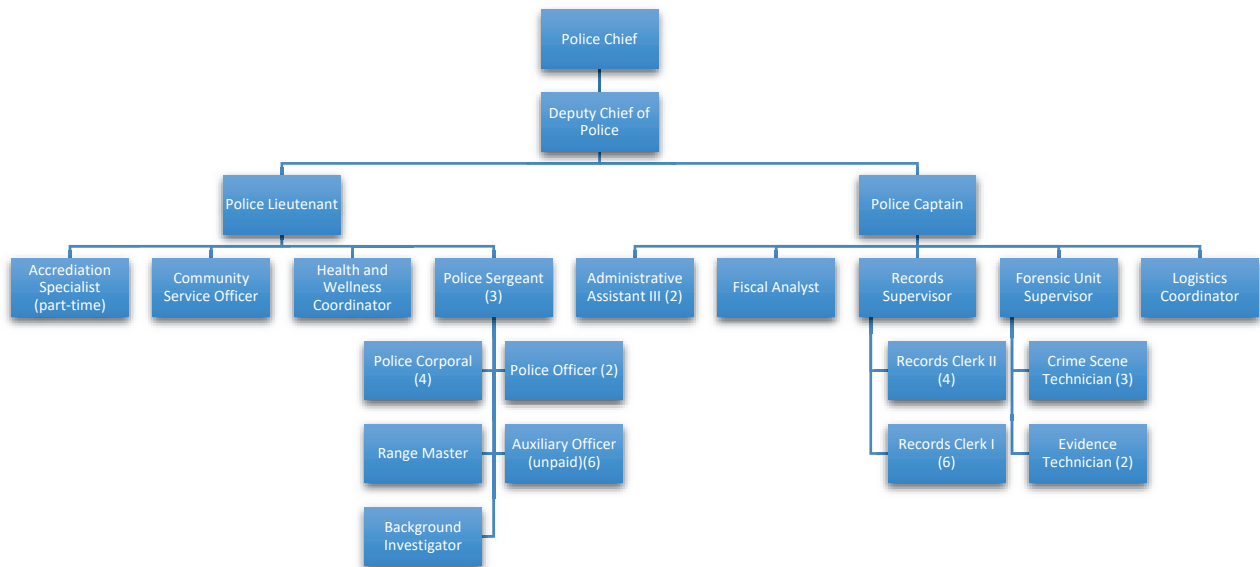 Police Chief
Deputy Chief of
Police
Police Lieutenant
Police Captain
Accrediation
Specialist
(part-time)
Community
Service Officer
Health and
Wellness
Coordinator
Police Sergeant
(3)
Administrative
Assistant III (2)
Fiscal Analyst
Records
Supervisor
Forensic Unit
Supervisor
Logistics
Coordinator
Police Corporal
(4)
Police Officer (2)
Records Clerk II
(4)
Crime Scene
Technician (3)
Range Master
Auxiliary Officer
(unpaid)(6)
Records Clerk I
(6)
Evidence
Technician (2)
Background
Investigator